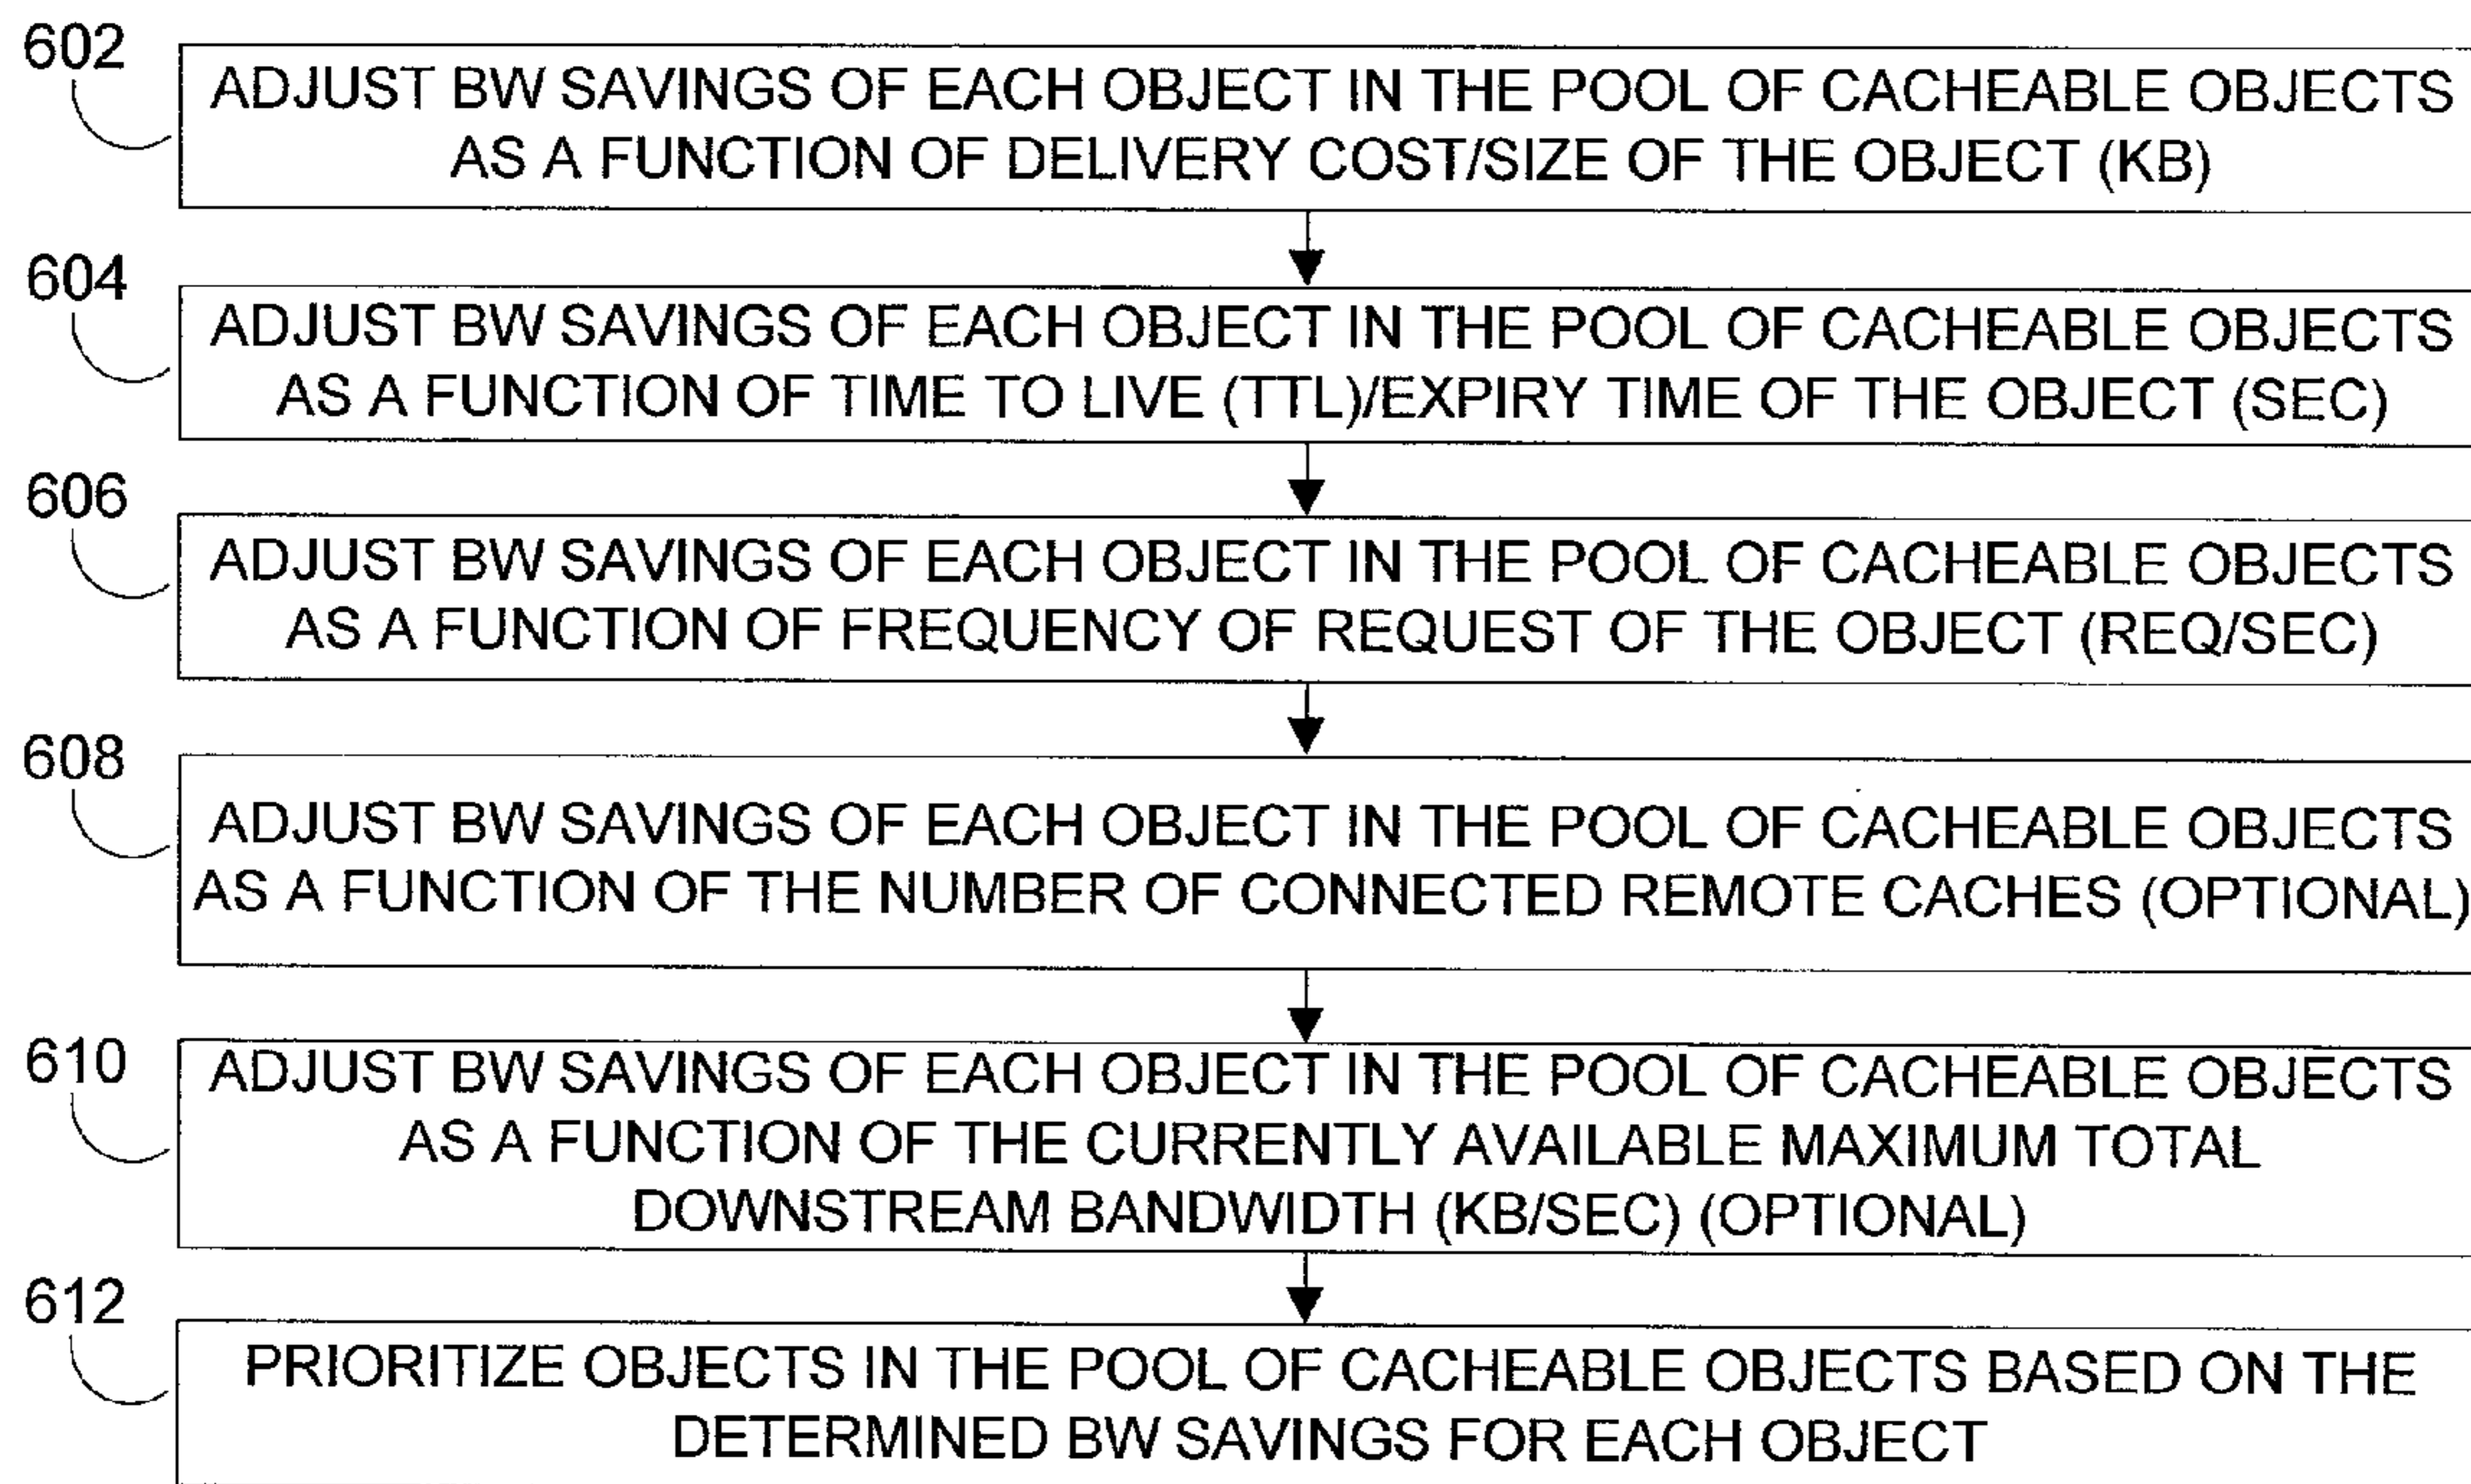 602
ADJUST BW SAVINGS OF EACH OBJECT IN THE POOL OF CACHEABLE OBJECTS
AS A FUNCTION OF DELIVERY COST/SIZE OF THE OBJECT (KB)
604
ADJUST BW SAVINGS OF EACH OBJECT IN THE POOL OF CACHEABLE OBJECTS
AS A FUNCTION OF TIME TO LIVE (TTL)/EXPIRY TIME OF THE OBJECT (SEC)
606
ADJUST BW SAVINGS OF EACH OBJECT IN THE POOL OF CACHEABLE OBJECTS
AS A FUNCTION OF FREQUENCY OF REQUEST OF THE OBJECT (REQ/SEC)
608
ADJUST BW SAVINGS OF EACH OBJECT IN THE POOL OF CACHEABLE OBJECTS
AS A FUNCTION OF THE NUMBER OF CONNECTED REMOTE CACHES (OPTIONAL)
610
ADJUST BW SAVINGS OF EACH OBJECT IN THE POOL OF CACHEABLE OBJECTS
AS A FUNCTION OF THE CURRENTLY AVAILABLE MAXIMUM TOTAL
DOWNSTREAM BANDWIDTH (KB/SEC) (OPTIONAL)
612
PRIORITIZE OBJECTS IN THE POOL OF CACHEABLE OBJECTS BASED ON THE
DETERMINED BW SAVINGS FOR EACH OBJECT